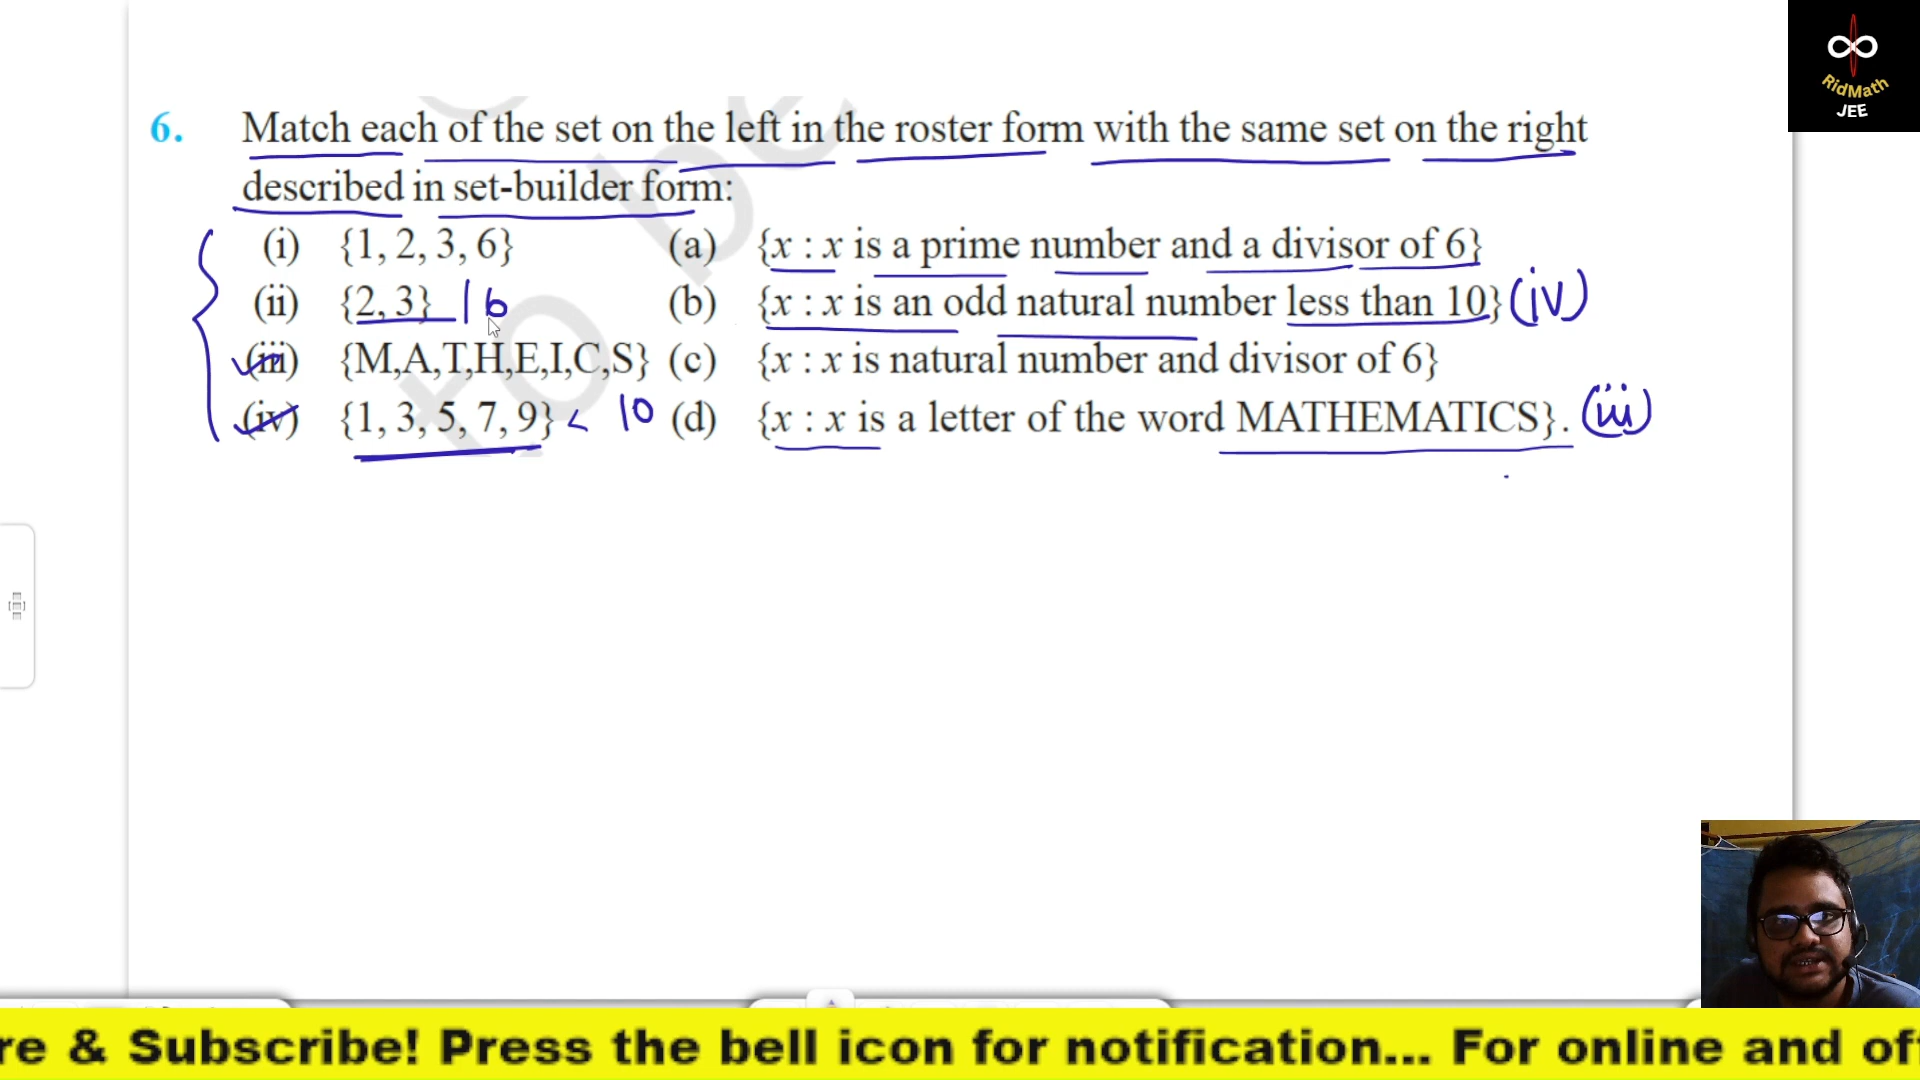 RidMath
JEE
6. Match each of the set on the left in the roster form with the same set on the right
described in set-builder form:
(i) {1, 2, 3, 6} (a) {x : x is a prime number and a divisor of 6}
(ii) {2, 3} | 6 (b) {x : x is an odd natural number less than 10} (iv)
(iii) {M,A,T,H,E,I,C,S} (c) {x : x is natural number and divisor of 6}
(iv) {1, 3, 5, 7, 9} < 10 (d) {x : x is a letter of the word MATHEMATICS}. (iii)
to be
re & Subscribe! Press the bell icon for notification... For online and of